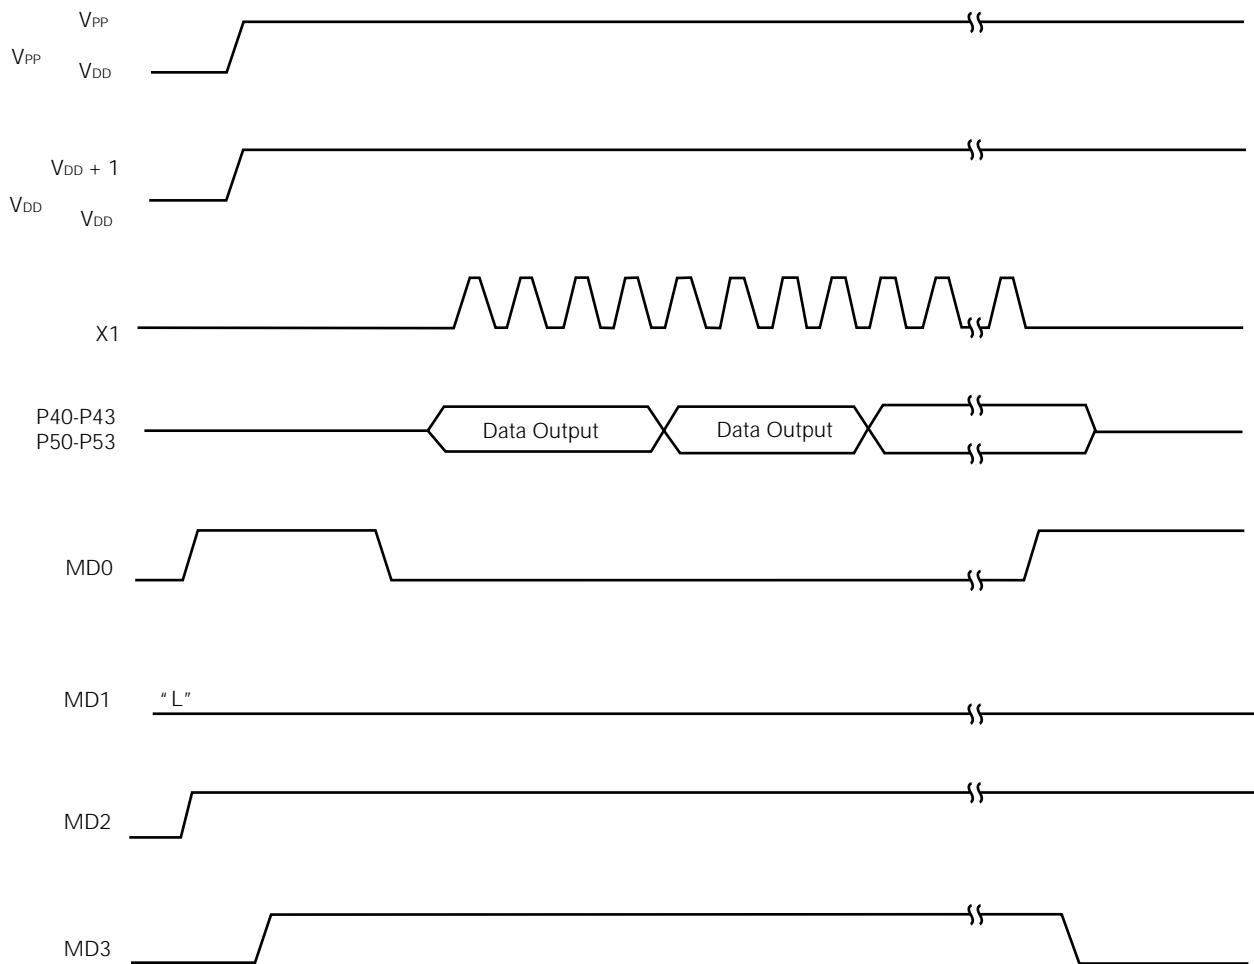 VPP
VPP
VDD
VDD + 1
VDD
VDD
X1
P40-P43
P50-P53
Data Output
Data Output
MD0
MD1
“L”
MD2
MD3